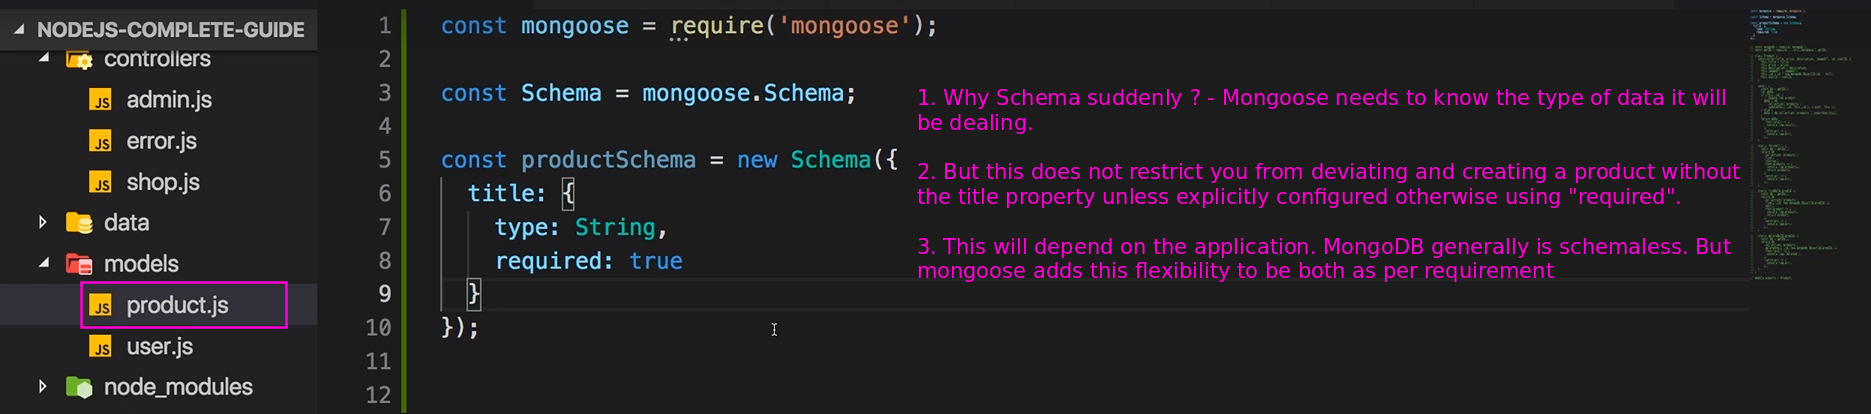 NODEJS-COMPLETE-GUIDE
controllers
JS admin.js
JS error.js
JS shop.js
data
models
JS product.js
JS user.js
node_modules
1 const mongoose = require('mongoose');
2
3 const Schema = mongoose.Schema;
4
5 const productSchema = new Schema({
6 title: {
7 type: String,
8 required: true
9 }
10 });
11
12
1. Why Schema suddenly ? - Mongoose needs to know the type of data it will
be dealing.
2. But this does not restrict you from deviating and creating a product without
the title property unless explicitly configured otherwise using "required".
3. This will depend on the application. MongoDB generally is schemaless. But
mongoose adds this flexibility to be both as per requirement